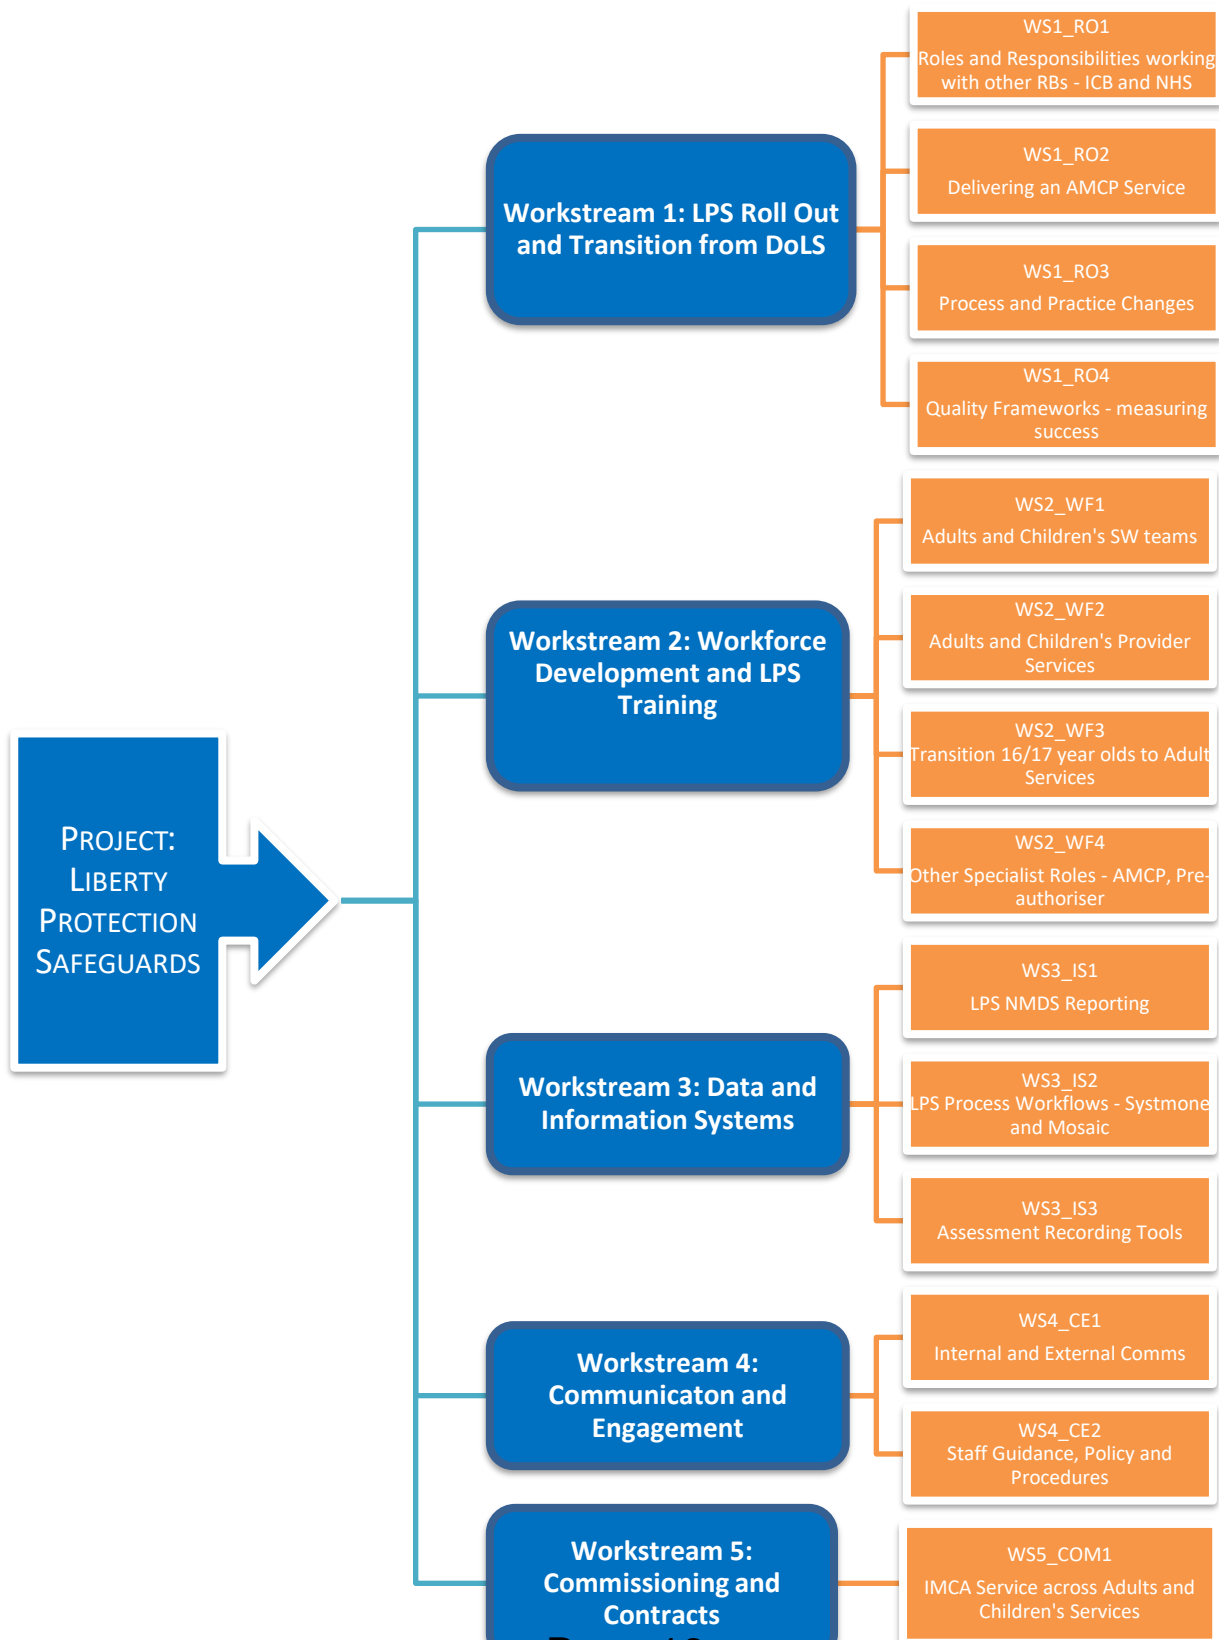 PROJECT:
LIBERTY
PROTECTION
SAFEGUARDS
Workstream 1: LPS Roll Out
and Transition from DoLS
WS1_RO1
Roles and Responsibilities working
with other RBs - ICB and NHS
WS1_RO2
Delivering an AMCP Service
WS1_RO3
Process and Practice Changes
WS1_RO4
Quality Frameworks - measuring
success
Workstream 2: Workforce
Development and LPS
Training
WS2_WF1
Adults and Children's SW teams
WS2_WF2
Adults and Children's Provider
Services
WS2_WF3
Transition 16/17 year olds to Adult
Services
WS2_WF4
Other Specialist Roles - AMCP, Pre-
authoriser
Workstream 3: Data and
Information Systems
WS3_IS1
LPS NMDS Reporting
WS3_IS2
LPS Process Workflows - Systmone
and Mosaic
WS3_IS3
Assessment Recording Tools
Workstream 4:
Communicaton and
Engagement
WS4_CE1
Internal and External Comms
WS4_CE2
Staff Guidance, Policy and
Procedures
Workstream 5:
Commissioning and
Contracts
WS5_COM1
IMCA Service across Adults and
Children's Services